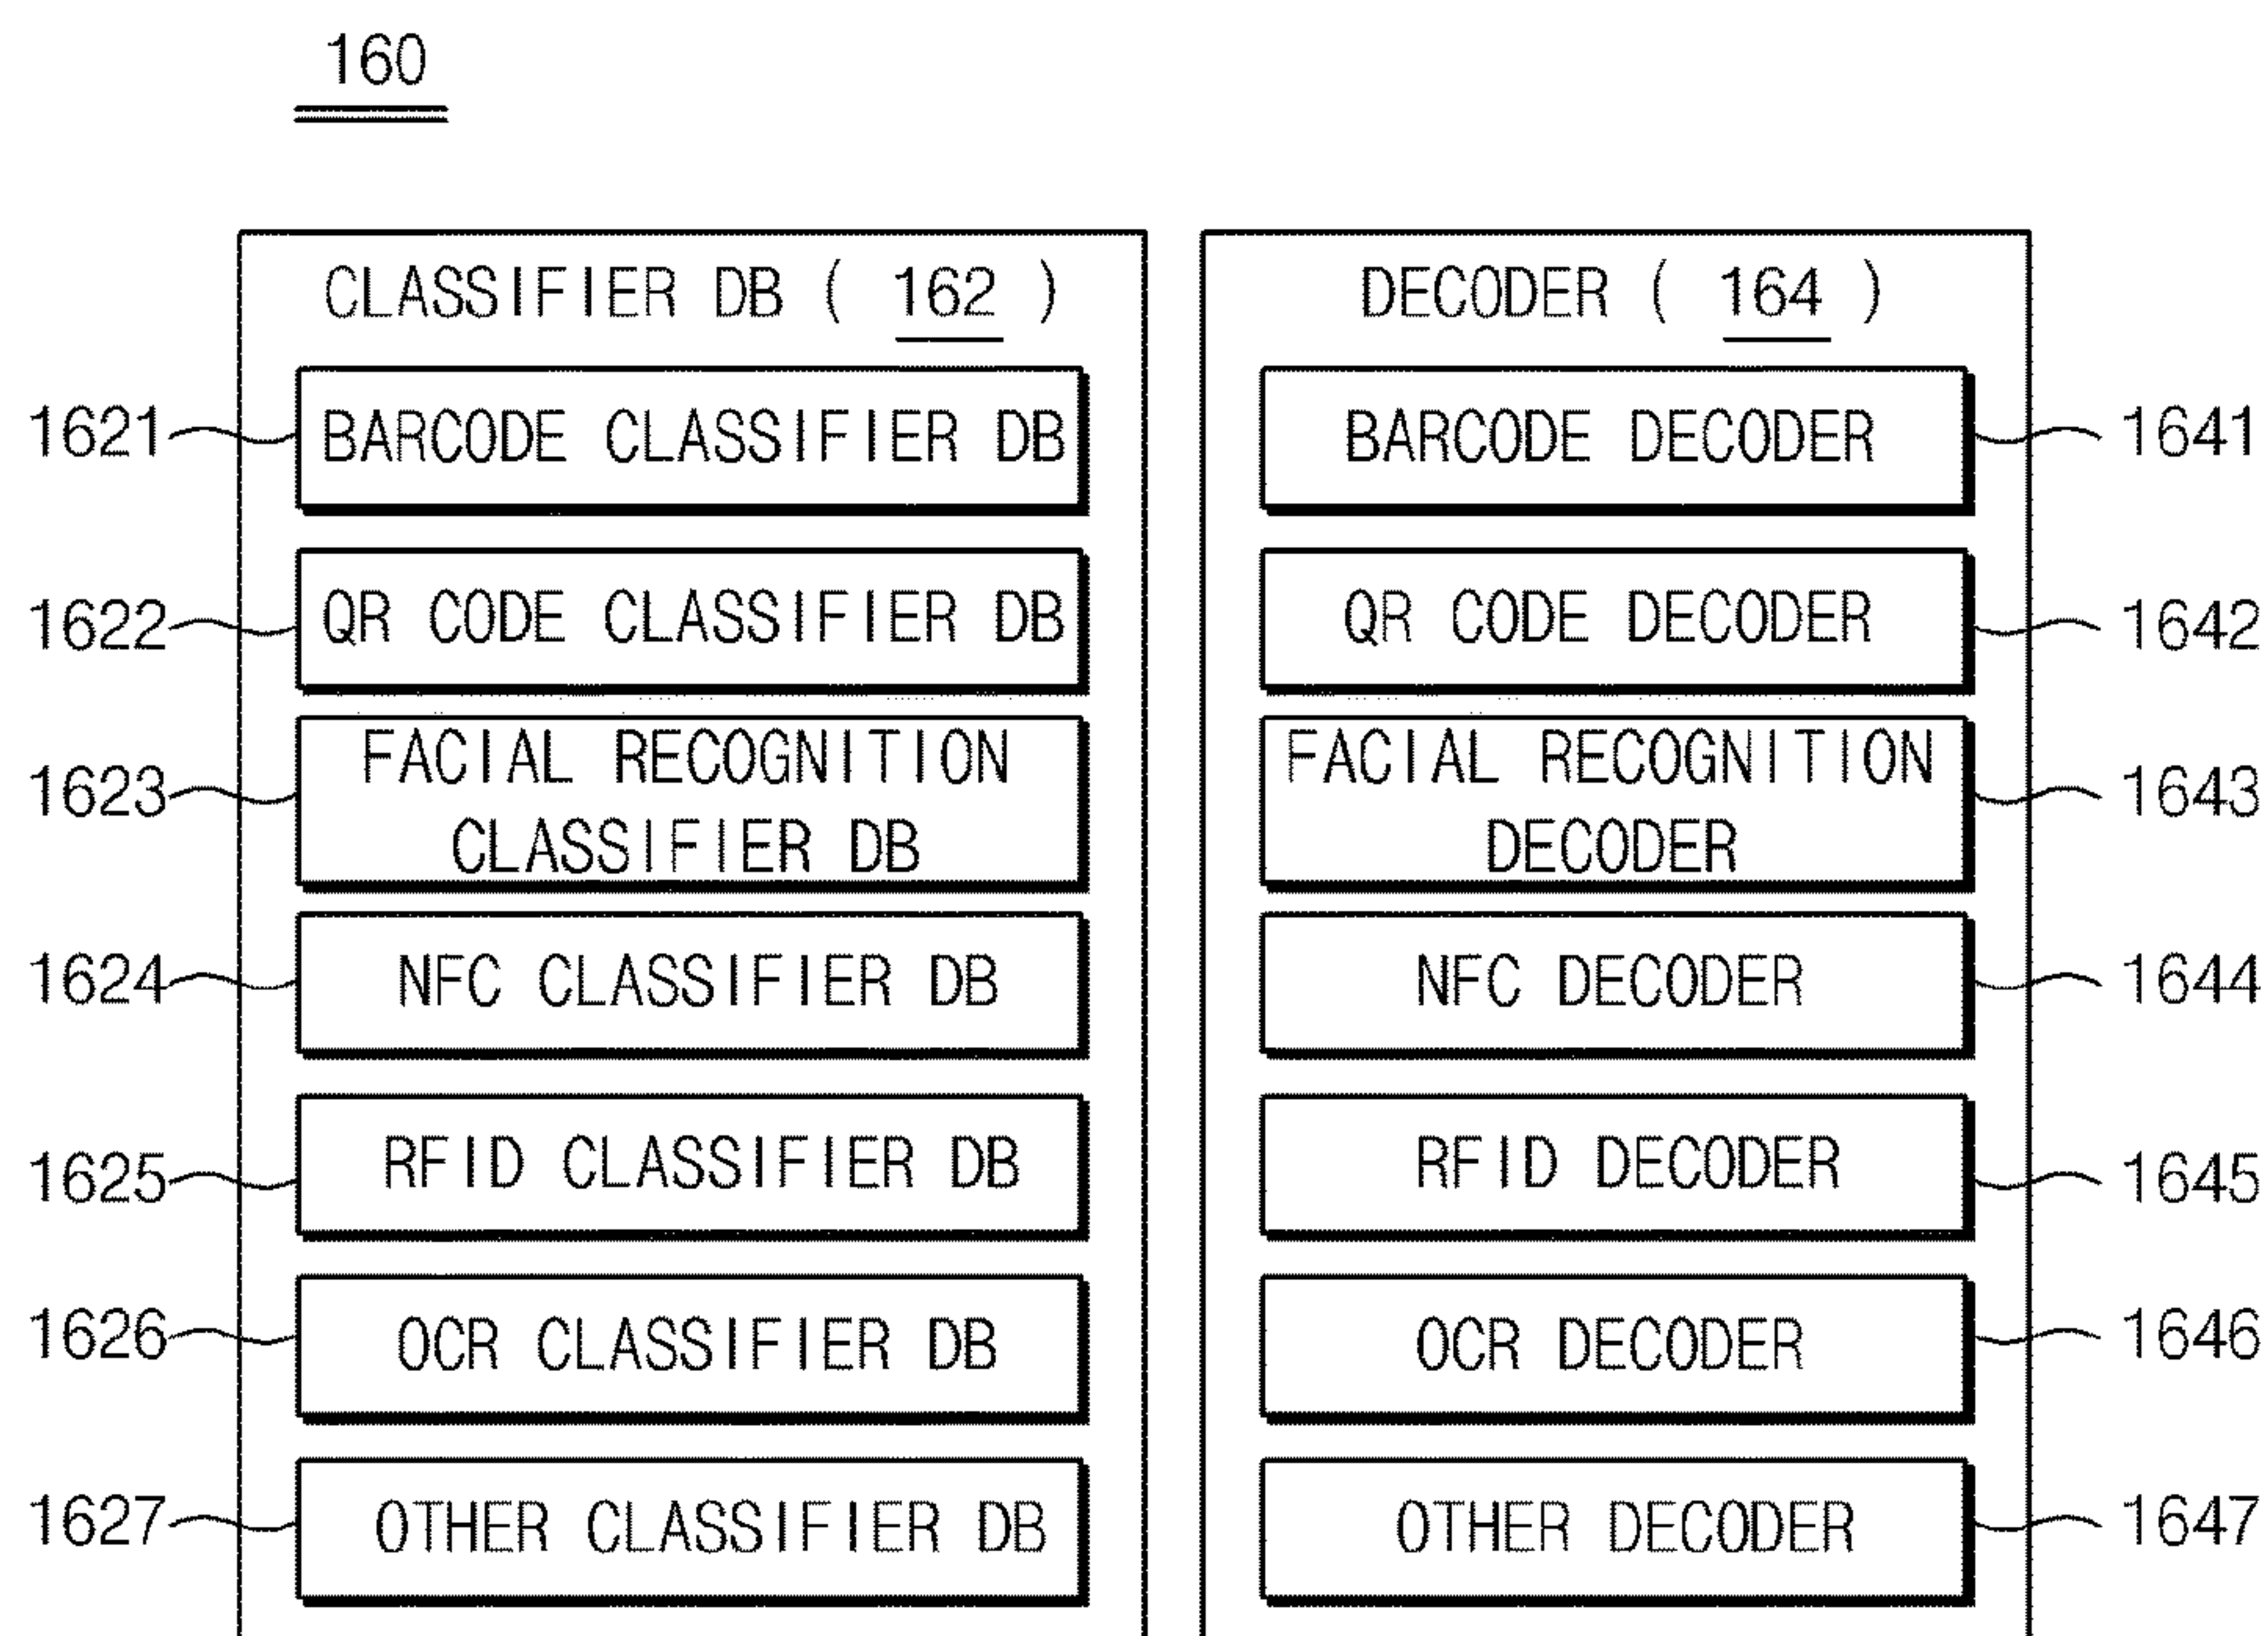 160
CLASSIFIER DB ( 162 )
1621
BARCODE CLASSIFIER DB
1622
QR CODE CLASSIFIER DB
1623
FACIAL RECOGNITION
CLASSIFIER DB
1624
NFC CLASSIFIER DB
1625
RFID CLASSIFIER DB
1626
OCR CLASSIFIER DB
1627
OTHER CLASSIFIER DB
DECODER ( 164 )
BARCODE DECODER
1641
QR CODE DECODER
1642
FACIAL RECOGNITION
DECODER
1643
NFC DECODER
1644
RFID DECODER
1645
OCR DECODER
1646
OTHER DECODER
1647